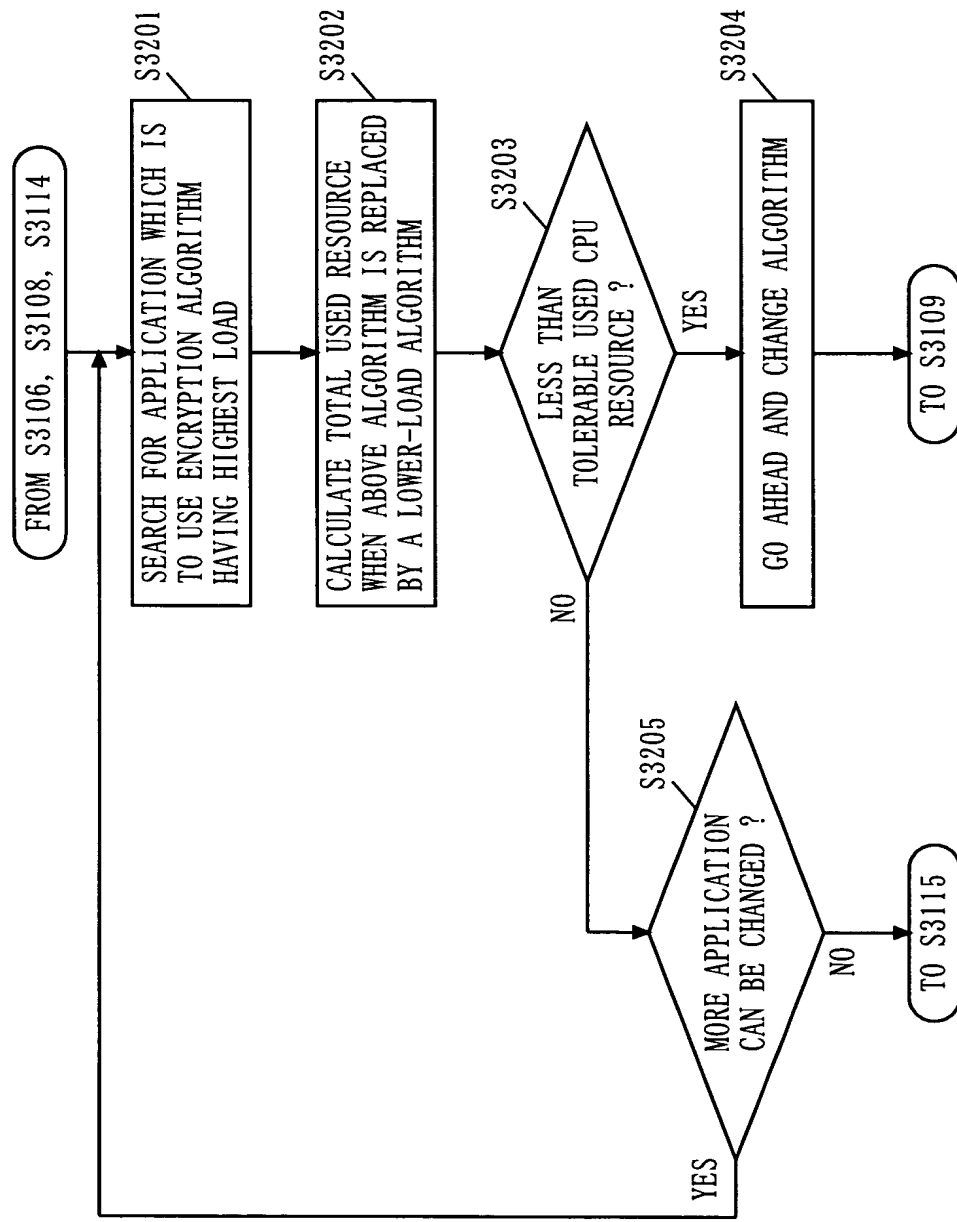 FROM S3106, S3108, S3114
S3201
SEARCH FOR APPLICATION WHICH IS
TO USE ENCRYPTION ALGORITHM
HAVING HIGHEST LOAD
S3202
CALCULATE TOTAL USED RESOURCE
WHEN ABOVE ALGORITHM IS REPLACED
BY A LOWER-LOAD ALGORITHM
S3203
LESS THAN
TOLERABLE USED CPU
RESOURCE ?
NO
YES
S3204
GO AHEAD AND CHANGE ALGORITHM
TO S3109
S3205
MORE APPLICATION
CAN BE CHANGED ?
YES
NO
TO S3115